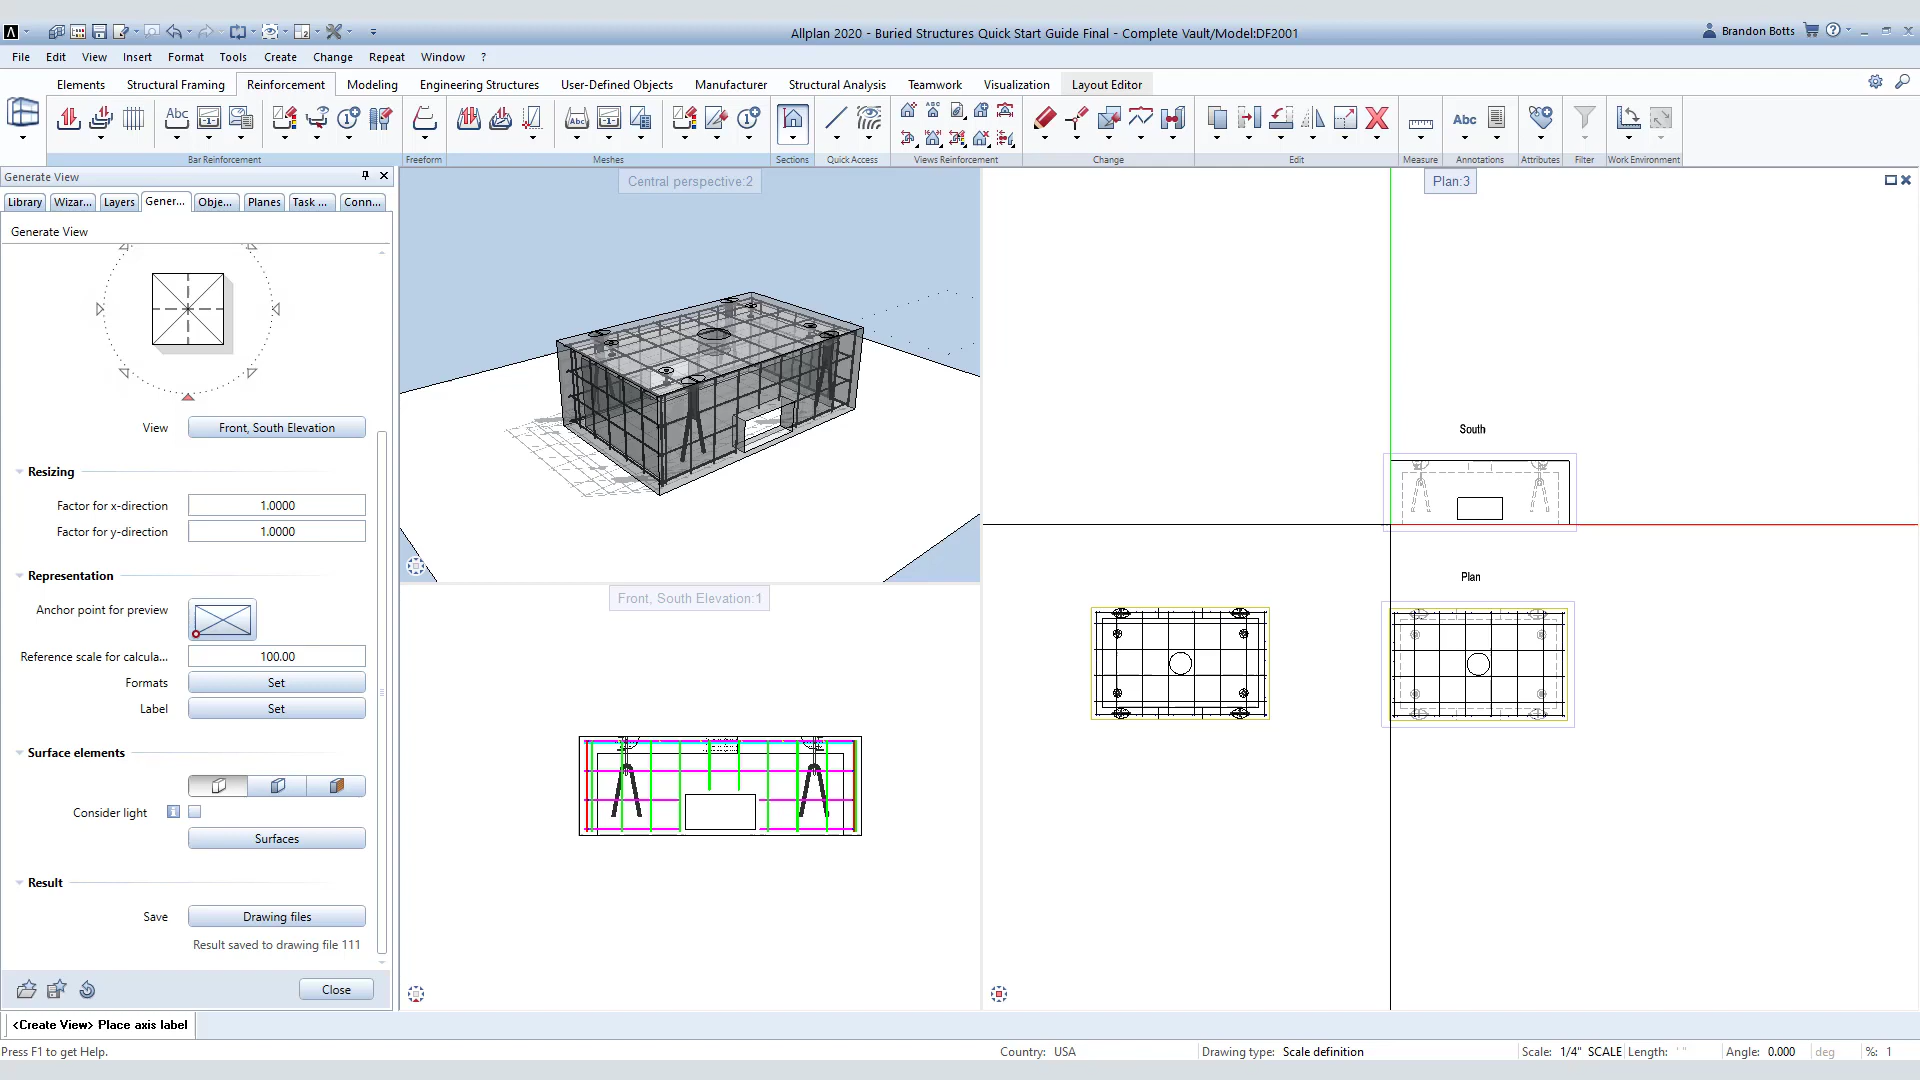 Allplan 2020 - Buried Structures Quick Start Guide Final - Complete Vault/Model:DF2001
Brandon Botts
File Edit View Insert Format Tools Create Change Repeat Window ?
Elements Structural Framing Reinforcement Modeling Engineering Structures User-Defined Objects Manufacturer Structural Analysis Teamwork Visualization Layout Editor
Abc Abc Abc
Bar Reinforcement Freeform Meshes Sections Quick Access Views Reinforcement Change Edit Measure Annotations Attributes Filter Work Environment
Generate View
Library Wizar... Layers Gener... Obje... Planes Task ... Conn...
Generate View
View Front, South Elevation
Resizing
Factor for x-direction 1.0000
Factor for y-direction 1.0000
Representation
Anchor point for preview
Reference scale for calcula... 100.00
Formats Set
Label Set
Surface elements
Consider light
Surfaces
Result
Save Drawing files
Result saved to drawing file 111
Close
Central perspective:2
Front, South Elevation:1
Plan:3
South
Plan
<Create View> Place axis label
Press F1 to get Help.
Country: USA
Drawing type: Scale definition
Scale: 1/4" SCALE Length: ' "
Angle: 0.000 deg %: 1